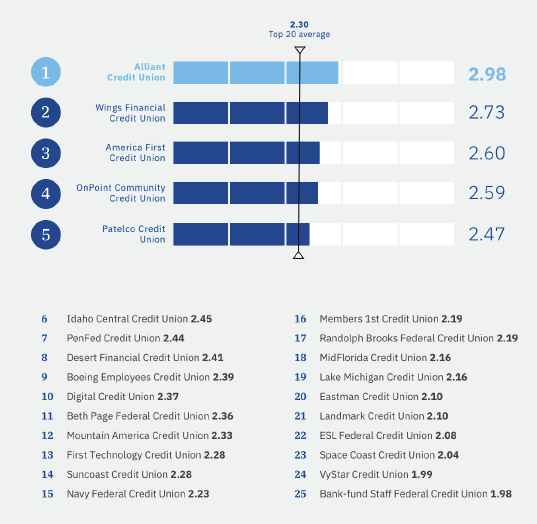 2.30
Top 20 average
1
Alliant
Credit Union
2.98
2
Wings Financial
Credit Union
2.73
3
America First
Credit Union
2.60
4
OnPoint Community
Credit Union
2.59
5
Patelco Credit
Union
2.47
6 Idaho Central Credit Union 2.45
7 PenFed Credit Union 2.44
8 Desert Financial Credit Union 2.41
9 Boeing Employees Credit Union 2.39
10 Digital Credit Union 2.37
11 Beth Page Federal Credit Union 2.36
12 Mountain America Credit Union 2.33
13 First Technology Credit Union 2.28
14 Suncoast Credit Union 2.28
15 Navy Federal Credit Union 2.23
16 Members 1st Credit Union 2.19
17 Randolph Brooks Federal Credit Union 2.19
18 MidFlorida Credit Union 2.16
19 Lake Michigan Credit Union 2.16
20 Eastman Credit Union 2.10
21 Landmark Credit Union 2.10
22 ESL Federal Credit Union 2.08
23 Space Coast Credit Union 2.04
24 VyStar Credit Union 1.99
25 Bank-fund Staff Federal Credit Union 1.98